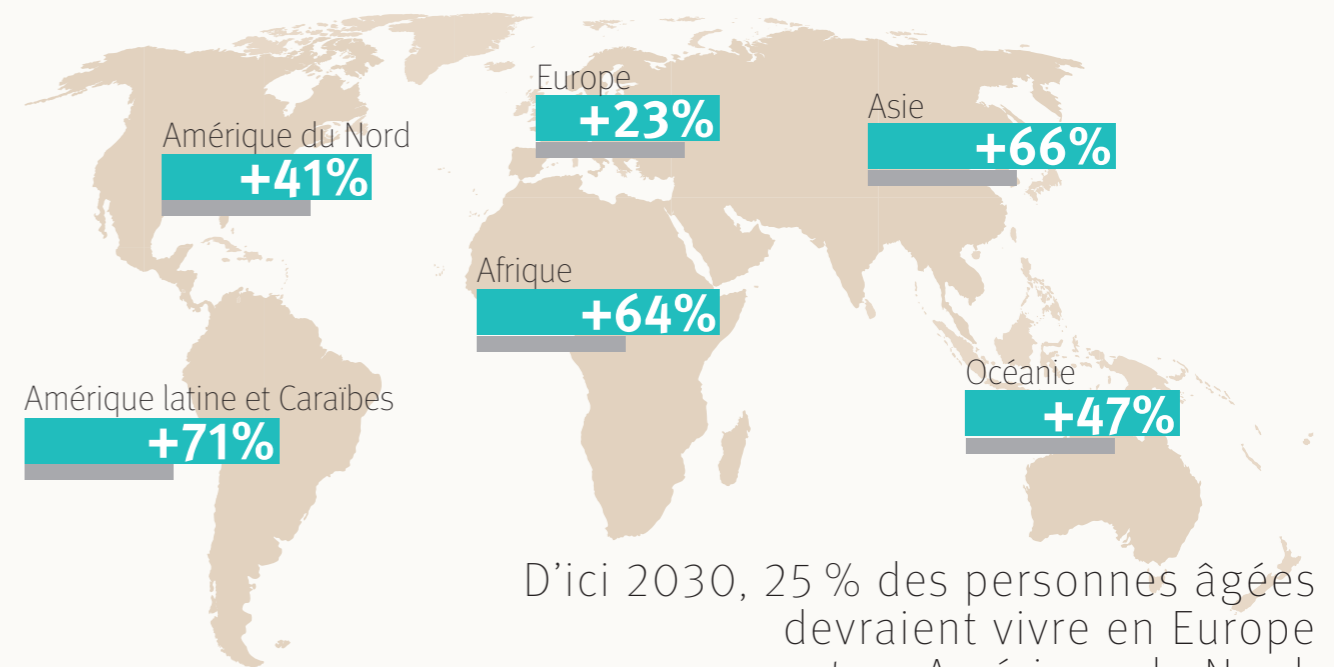 Europe
+23%
Asie
+66%
Amérique du Nord
+41%
Afrique
+64%
Océanie
+47%
Amérique latine et Caraïbes
+71%
D’ici 2030, 25 % des personnes âgées
devraient vivre en Europe